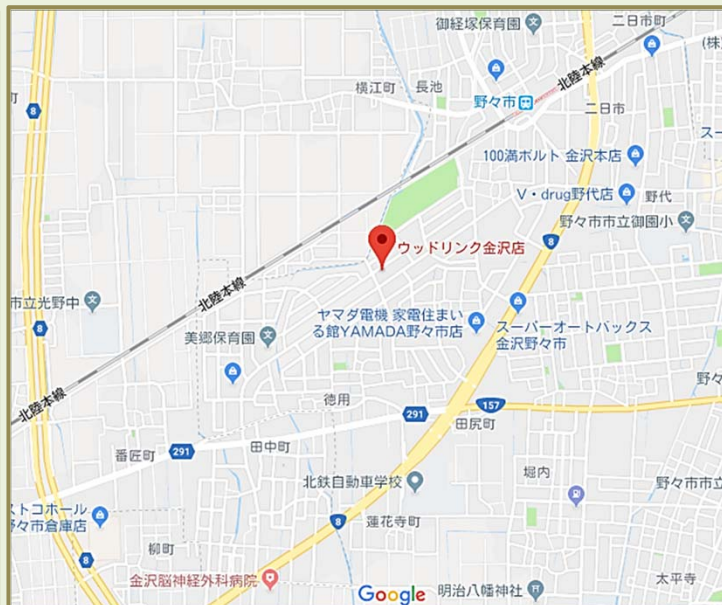 御経塚保育園
二日市町
(株
8
横江町
長池
野々市
北陸本線
二日市
町
100満ボルト 金沢本店
スー
V・drug野代店
野代
野々市市立御園小
ウッドリンク金沢店
8
北陸本線
市立光野中
8
ヤマダ電機 家電住まい
る館YAMADA野々市店
スーパーオートバックス
金沢野々市
美郷保育園
野々
北陸本線
徳用
291
157
田尻町
番匠町
291
田中町
北鉄自動車学校
堀内
野々市市立
ストコホール
野々市倉庫店
8
蓮花寺町
柳町
8
金沢脳神経外科病院
Google
明治八幡神社
太平寺